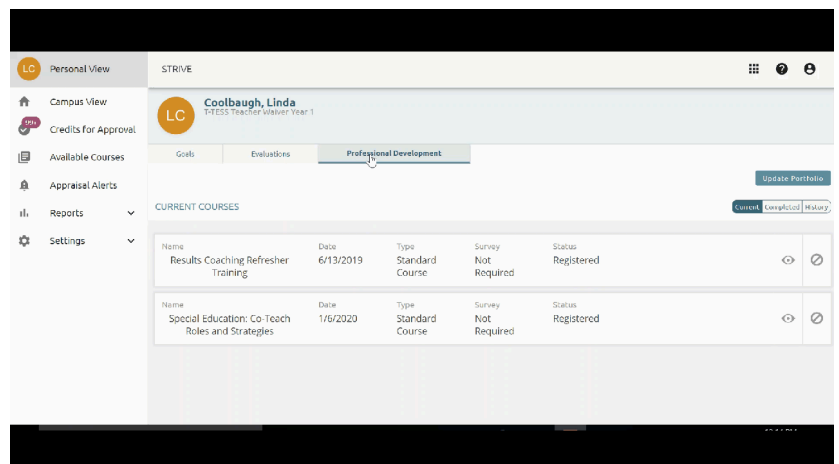 LC Personal View
STRIVE
Campus View
99+
Credits for Approval
Available Courses
Appraisal Alerts
Reports
Settings
LC
Coolbaugh, Linda
T-TESS Teacher Waiver Year 1
Goals Evaluations Professional Development
Update Portfolio
CURRENT COURSES
Current Completed History
Name Date Type Survey Status
Results Coaching Refresher 6/13/2019 Standard Not Registered
Training Course Required
Name Date Type Survey Status
Special Education: Co-Teach 1/6/2020 Standard Not Registered
Roles and Strategies Course Required